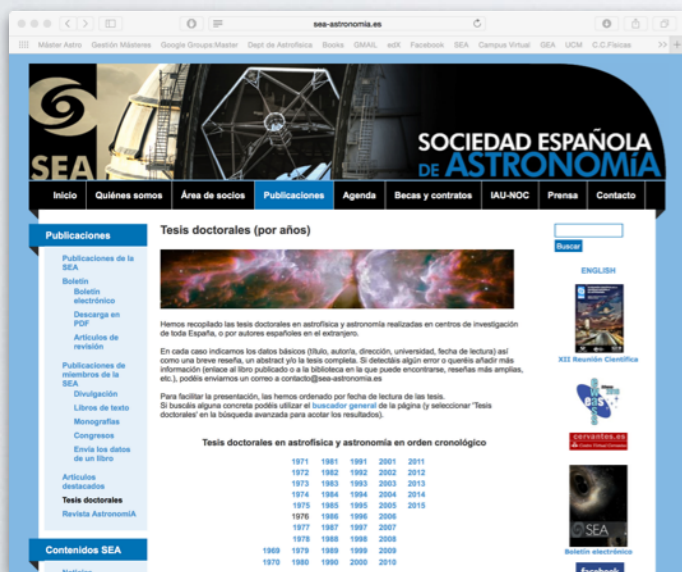 sea-astronomia.es
Máster Astro Gestión Másteres Google Groups:Master Dept de Astrofísica Books GMAIL edX Facebook SEA Campus Virtual GEA UCM C.C.Físicas >> +
SEA
SOCIEDAD ESPAÑOLA
DE ASTRONOMíA
Inicio Quiénes somos Área de socios Publicaciones Agenda Becas y contratos IAU-NOC Prensa Contacto
Publicaciones
Publicaciones de la
SEA
Boletín
Boletín
electrónico
Descarga en
PDF
Artículos de
revisión
Publicaciones de
miembros de la
SEA
Divulgación
Libros de texto
Monografías
Congresos
Envía los datos
de un libro
Artículos
destacados
Tesis doctorales
Revista AstronomíA
Contenidos SEA
Noticias
Tesis doctorales (por años)
Hemos recopilado las tesis doctorales en astrofísica y astronomía realizadas en centros de investigación
de toda España, o por autores españoles en el extranjero.
En cada caso indicamos los datos básicos (título, autor/a, dirección, universidad, fecha de lectura) así
como una breve reseña, un abstract y/o la tesis completa. Si detectáis algún error o queréis añadir más
información (enlace al libro publicado o a la biblioteca en la que puede encontrarse, reseñas más amplias,
etc.), podéis enviarnos un correo a contacto@sea-astronomia.es
Para facilitar la presentación, las hemos ordenado por fecha de lectura de las tesis.
Si buscáis alguna concreta podéis utilizar el buscador general de la página (y seleccionar 'Tesis
doctorales' en la búsqueda avanzada para acotar los resultados).
Tesis doctorales en astrofísica y astronomía en orden cronológico
1971 1981 1991 2001 2011
1972 1982 1992 2002 2012
1973 1983 1993 2003 2013
1974 1984 1994 2004 2014
1975 1985 1995 2005 2015
1976 1986 1996 2006
1977 1987 1997 2007
1978 1988 1998 2008
1969 1979 1989 1999 2009
1970 1980 1990 2000 2010
Buscar
ENGLISH
XII Reunión Científica
cervantes.es
Centro Virtual Cervantes
SEA
Boletín electrónico
facebook